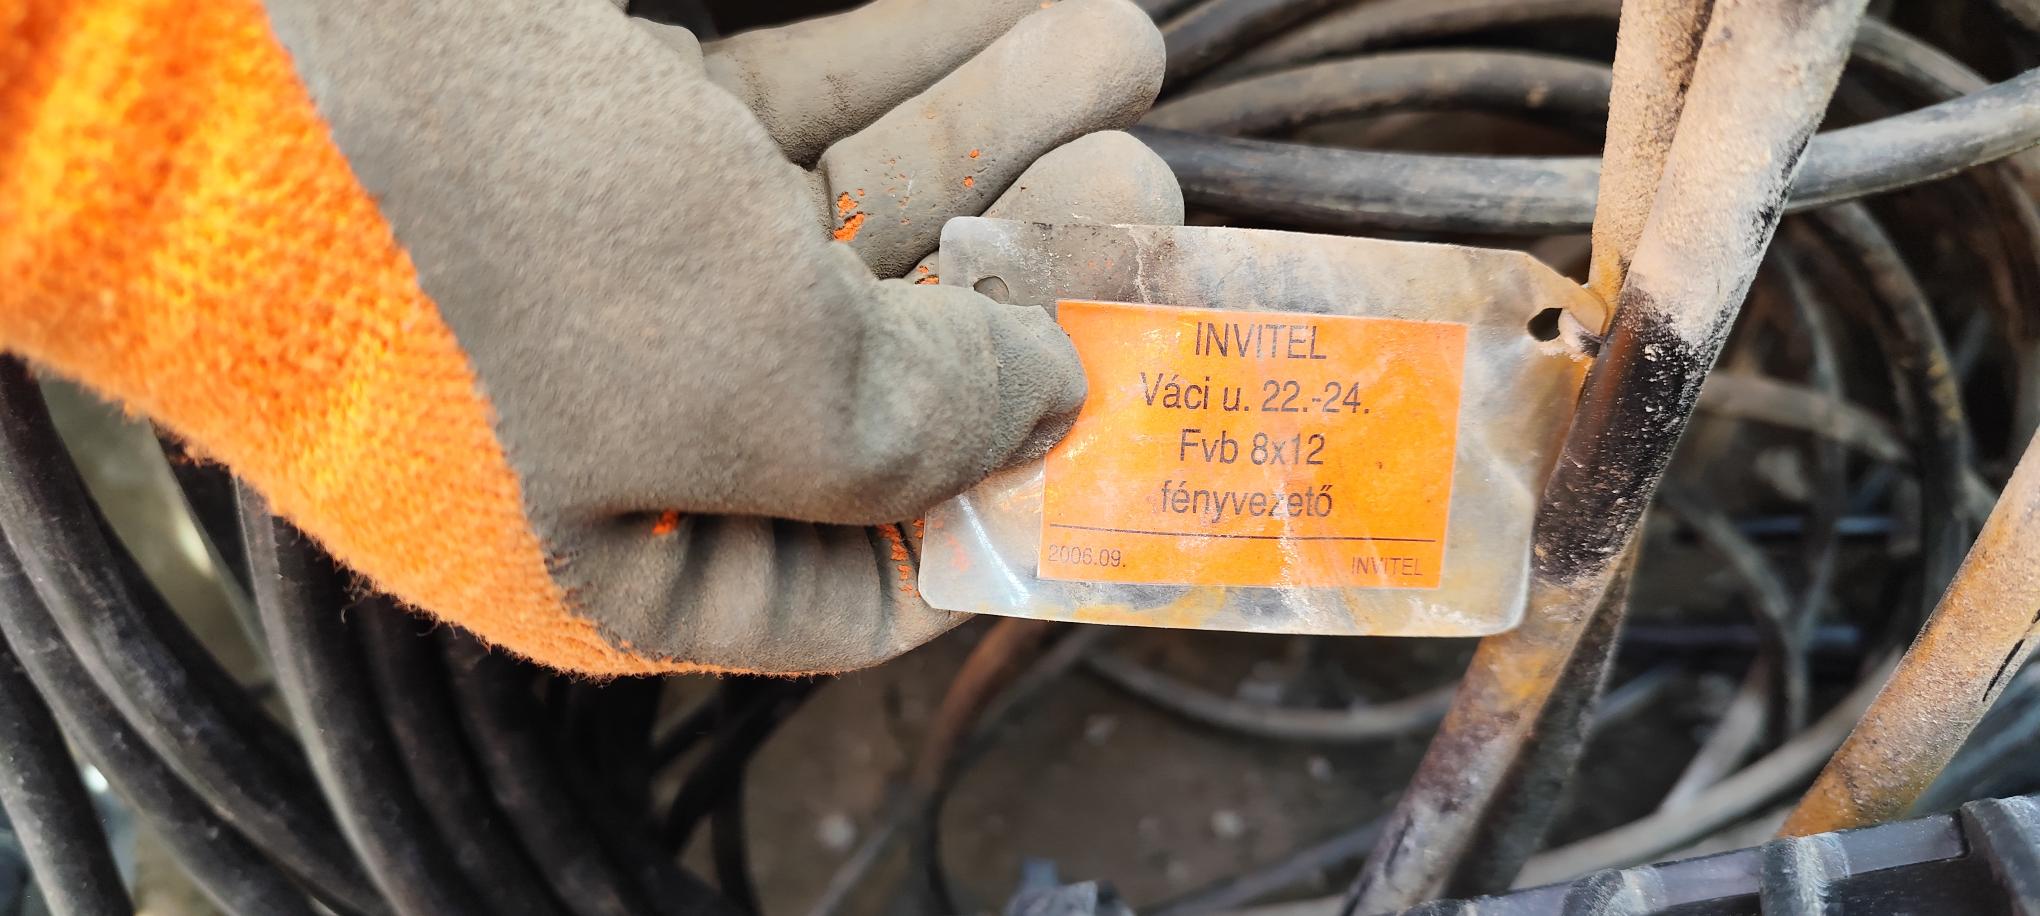 INVITEL
Váci u. 22.-24.
Fvb 8x12
fényvezető
2006.09. INVITEL